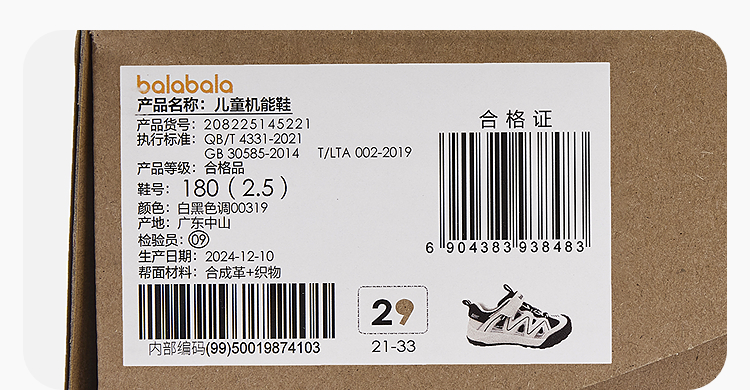 balabala
产品名称：儿童机能鞋
产品货号：208225145221
执行标准：QB/T 4331-2021
GB 30585-2014 T/LTA 002-2019
产品等级：合格品
鞋号：180（2.5）
颜色：白黑色调00319
产地：广东中山
检验员：09
生产日期：2024-12-10
帮面材料：合成革+织物
内部编码(99)50019874103
合格证
6 904383 938483
29
21-33